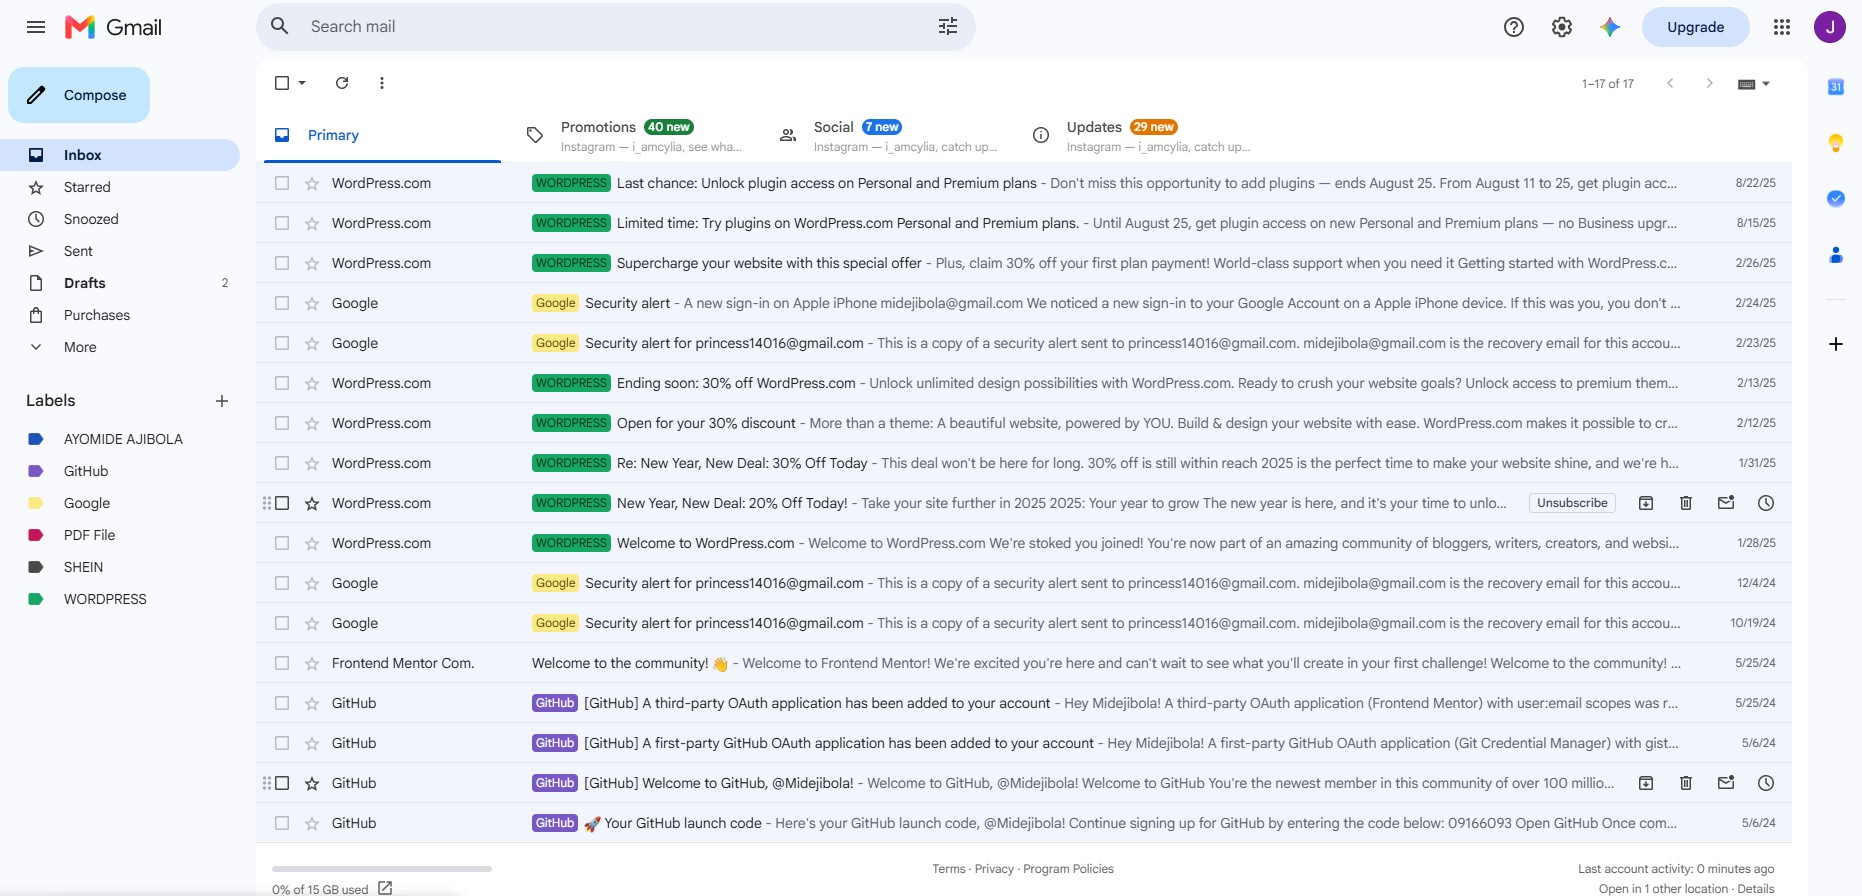 Gmail
Search mail
Upgrade
J
Compose
1–17 of 17
31
Primary
Promotions 40 new
Instagram — i_amcylia, see wha...
Social 7 new
Instagram — i_amcylia, catch up...
Updates 29 new
Instagram — i_amcylia, catch up...
Inbox
Starred
Snoozed
Sent
Drafts 2
Purchases
More
Labels
AYOMIDE AJIBOLA
GitHub
Google
PDF File
SHEIN
WORDPRESS
WordPress.com WORDPRESS Last chance: Unlock plugin access on Personal and Premium plans - Don't miss this opportunity to add plugins — ends August 25. From August 11 to 25, get plugin acc... 8/22/25
WordPress.com WORDPRESS Limited time: Try plugins on WordPress.com Personal and Premium plans. - Until August 25, get plugin access on new Personal and Premium plans — no Business upgr... 8/15/25
WordPress.com WORDPRESS Supercharge your website with this special offer - Plus, claim 30% off your first plan payment! World-class support when you need it Getting started with WordPress.c... 2/26/25
Google Google Security alert - A new sign-in on Apple iPhone midejibola@gmail.com We noticed a new sign-in to your Google Account on a Apple iPhone device. If this was you, you don't ... 2/24/25
Google Google Security alert for princess14016@gmail.com - This is a copy of a security alert sent to princess14016@gmail.com. midejibola@gmail.com is the recovery email for this accou... 2/23/25
WordPress.com WORDPRESS Ending soon: 30% off WordPress.com - Unlock unlimited design possibilities with WordPress.com. Ready to crush your website goals? Unlock access to premium them... 2/13/25
WordPress.com WORDPRESS Open for your 30% discount - More than a theme: A beautiful website, powered by YOU. Build & design your website with ease. WordPress.com makes it possible to cr... 2/12/25
WordPress.com WORDPRESS Re: New Year, New Deal: 30% Off Today - This deal won't be here for long. 30% off is still within reach 2025 is the perfect time to make your website shine, and we're h... 1/31/25
WordPress.com WORDPRESS New Year, New Deal: 20% Off Today! - Take your site further in 2025 2025: Your year to grow The new year is here, and it's your time to unlo... Unsubscribe
WordPress.com WORDPRESS Welcome to WordPress.com - Welcome to WordPress.com We're stoked you joined! You're now part of an amazing community of bloggers, writers, creators, and websi... 1/28/25
Google Google Security alert for princess14016@gmail.com - This is a copy of a security alert sent to princess14016@gmail.com. midejibola@gmail.com is the recovery email for this accou... 12/4/24
Google Google Security alert for princess14016@gmail.com - This is a copy of a security alert sent to princess14016@gmail.com. midejibola@gmail.com is the recovery email for this accou... 10/19/24
Frontend Mentor Com. Welcome to the community! 👋 - Welcome to Frontend Mentor! We're excited you're here and can't wait to see what you'll create in your first challenge! Welcome to the community! ... 5/25/24
GitHub GitHub [GitHub] A third-party OAuth application has been added to your account - Hey Midejibola! A third-party OAuth application (Frontend Mentor) with user:email scopes was r... 5/25/24
GitHub GitHub [GitHub] A first-party GitHub OAuth application has been added to your account - Hey Midejibola! A first-party GitHub OAuth application (Git Credential Manager) with gist... 5/6/24
GitHub GitHub [GitHub] Welcome to GitHub, @Midejibola! - Welcome to GitHub, @Midejibola! Welcome to GitHub You're the newest member in this community of over 100 millio...
GitHub GitHub 🚀 Your GitHub launch code - Here's your GitHub launch code, @Midejibola! Continue signing up for GitHub by entering the code below: 09166093 Open GitHub Once com... 5/6/24
0% of 15 GB used
Terms · Privacy · Program Policies
Last account activity: 0 minutes ago
Open in 1 other location · Details